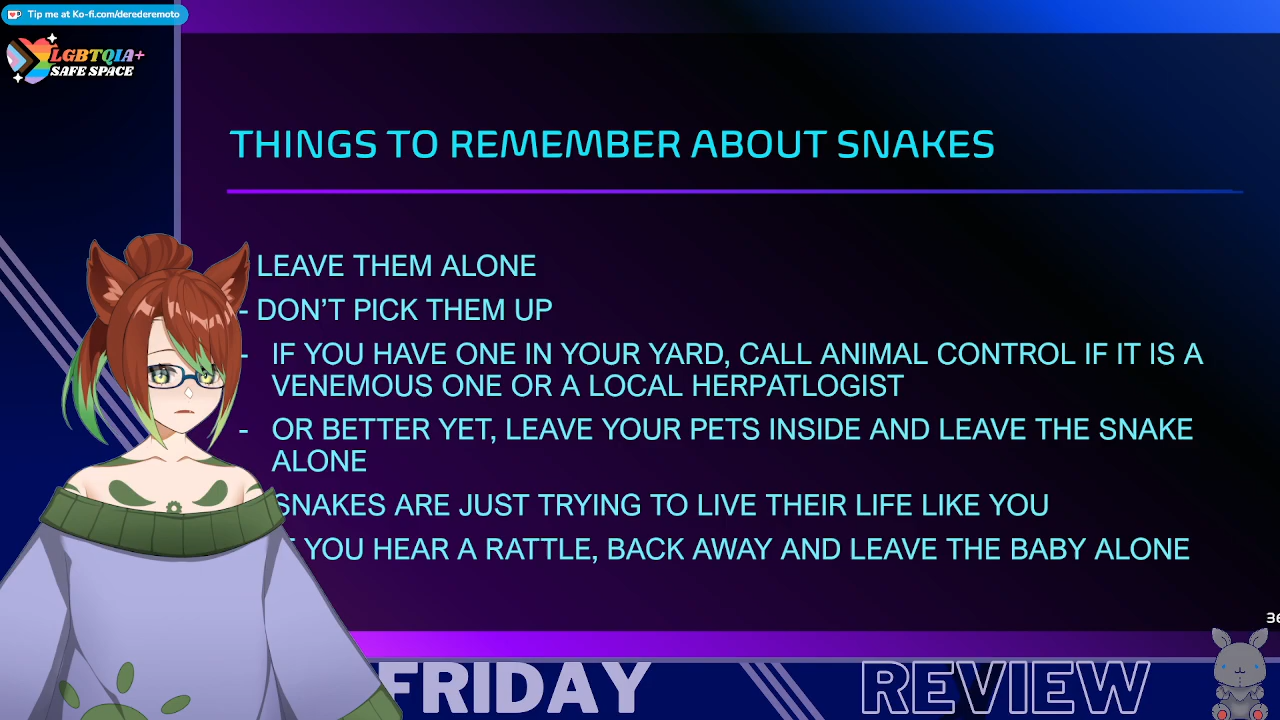 Tip me at Ko-fi.com/derederemoto
LGBTQIA+
SAFE SPACE
THINGS TO REMEMBER ABOUT SNAKES
LEAVE THEM ALONE
- DON'T PICK THEM UP
- IF YOU HAVE ONE IN YOUR YARD, CALL ANIMAL CONTROL IF IT IS A
VENEMOUS ONE OR A LOCAL HERPATLOGIST
- OR BETTER YET, LEAVE YOUR PETS INSIDE AND LEAVE THE SNAKE
ALONE
SNAKES ARE JUST TRYING TO LIVE THEIR LIFE LIKE YOU
YOU HEAR A RATTLE, BACK AWAY AND LEAVE THE BABY ALONE
36
FRIDAY
REVIEW